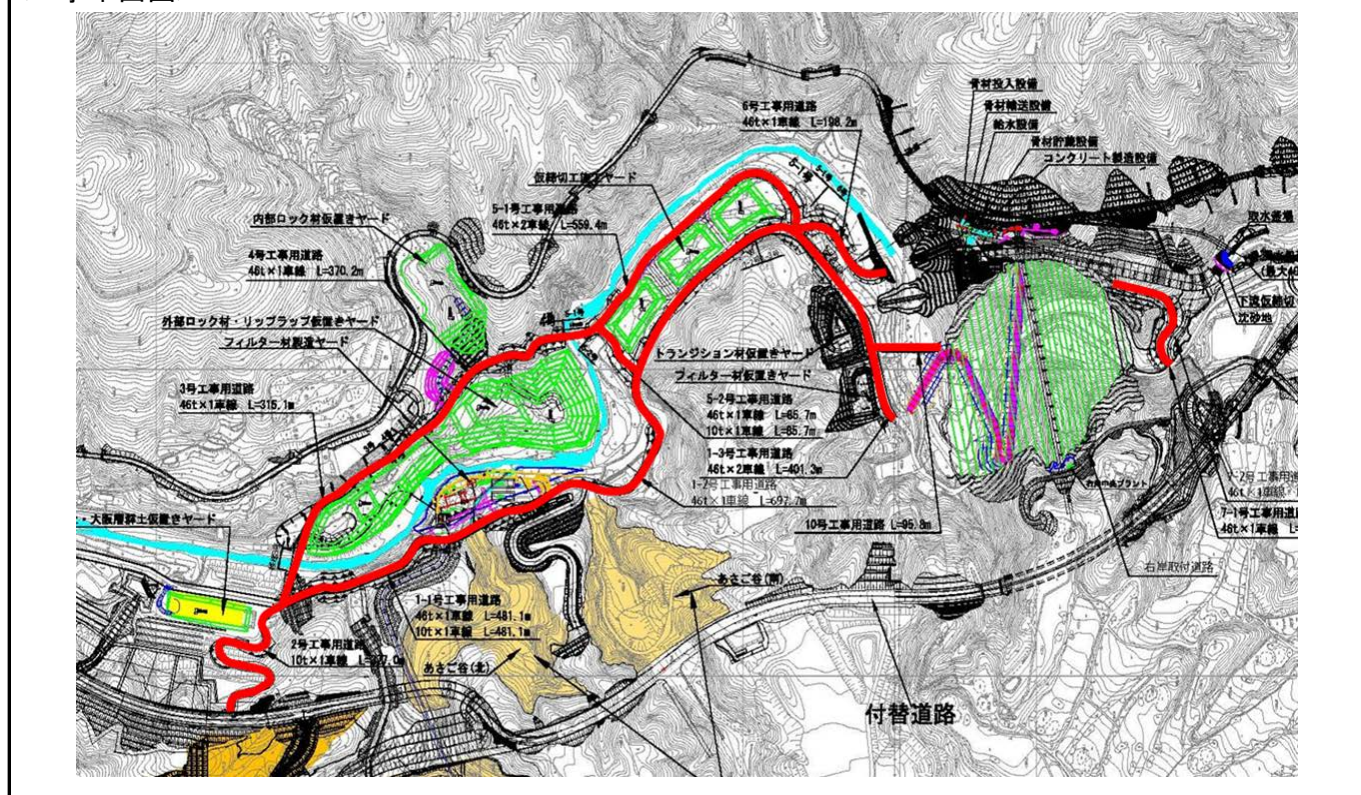 骨材投入設備
骨材輸送設備
給水設備
骨材貯蔵設備
コンクリート製造設備
6号工事用道路
46t×1車線 L=198.2m
5-1号工事用道路
46t×2車線 L=559.4m
内部ロック材仮置きヤード
4号工事用道路
46t×1車線 L=370.2m
外部ロック材・リップラップ仮置きヤード
フィルター材製造ヤード
3号工事用道路
46t×1車線 L=315.1m
トランジション材仮置きヤード
フィルター材仮置きヤード
5-2号工事用道路
46t×1車線 L=65.7m
10t×1車線 L=65.7m
1-3号工事用道路
46t×2車線 L=401.3m
1-2号工事用道路
46t×1車線 L=697.7m
10号工事用道路 L=95.8m
下流仮締切
沈砂地
・大阪層群土仮置きヤード
1-1号工事用道路
46t×1車線 L=481.1m
10t×1車線 L=481.1m
2号工事用道路
10t×1車線
あさご谷(北)
あさご谷(南)
7-1号工事用道
46t×1車線
右岸取付道路
付替道路